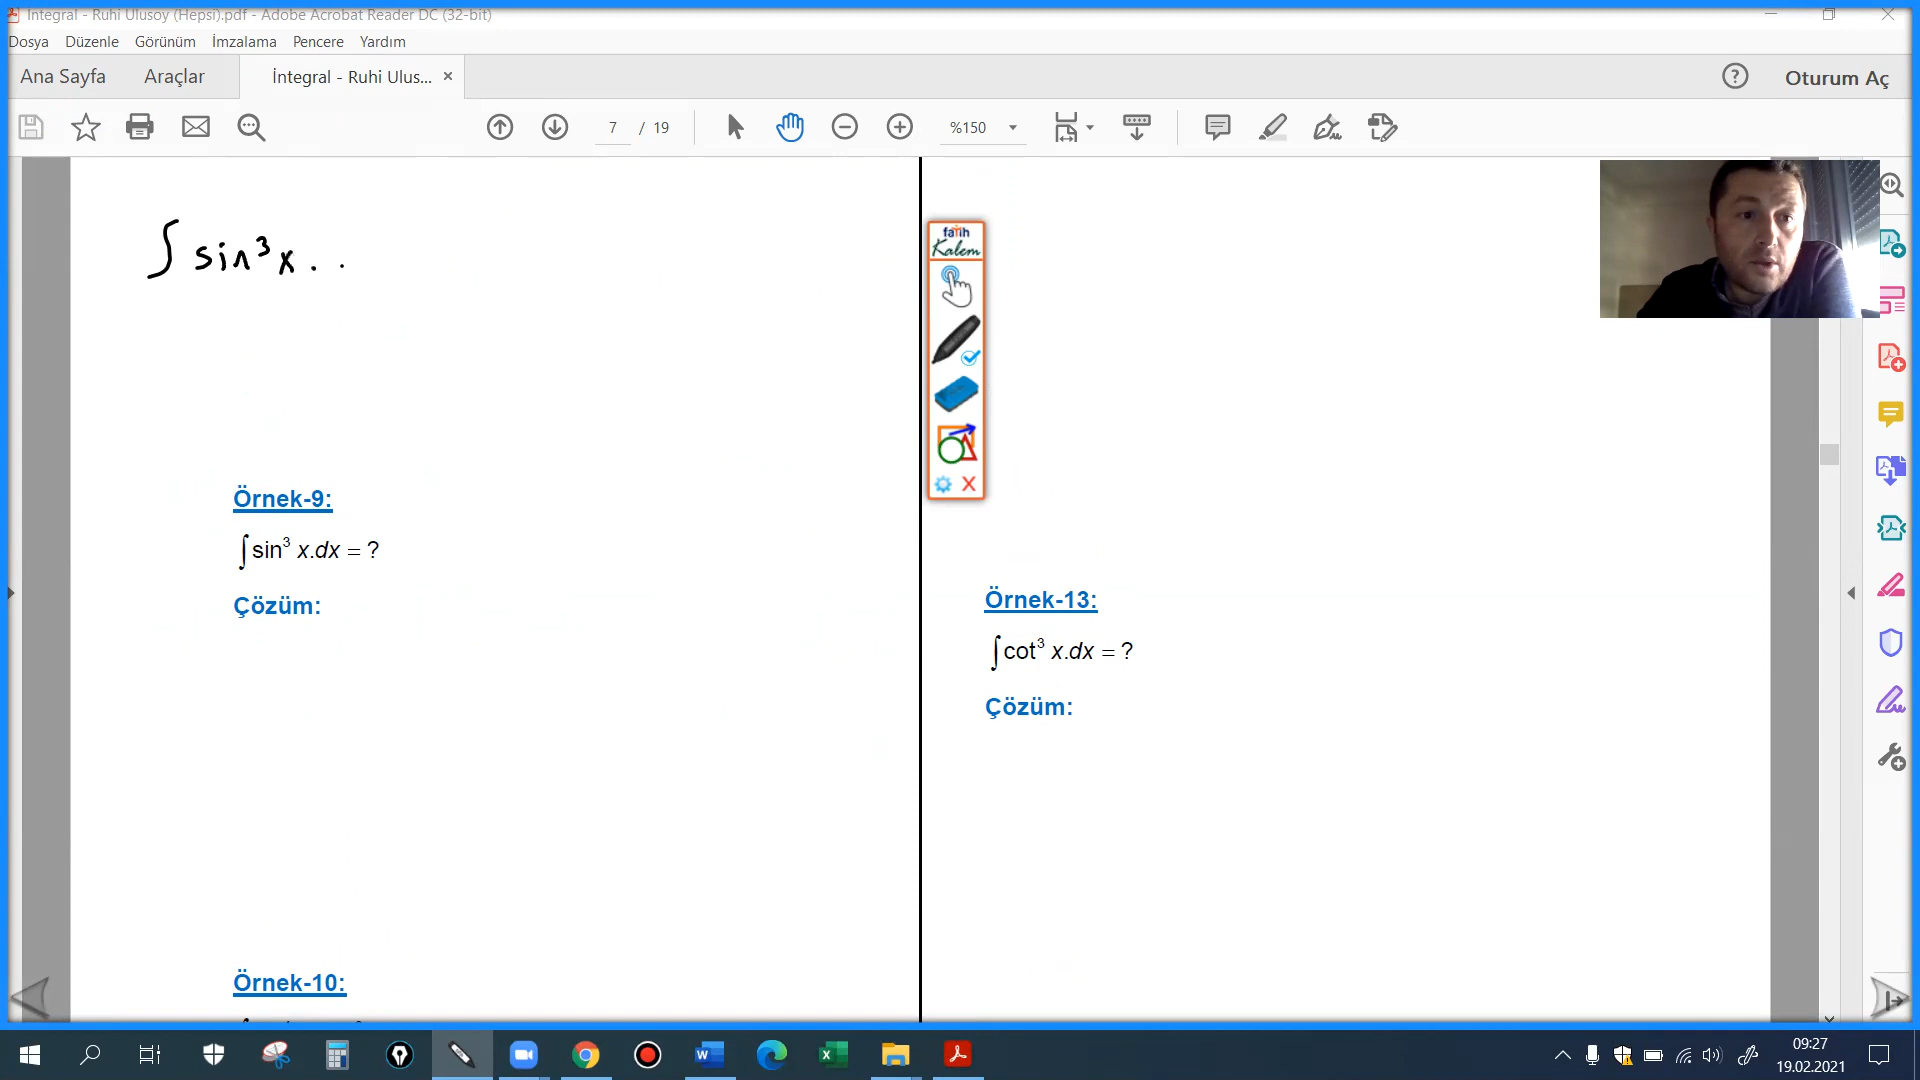 Integral - Ruhi Ulusoy (Hepsi).pdf - Adobe Acrobat Reader DC (32-bit)
Dosya Düzenle Görünüm İmzalama Pencere Yardım
Ana Sayfa Araçlar İntegral - Ruhi Ulus... × Oturum Aç
7 / 19 %150
∫ sin³x . .
fatih
Kalem
Örnek-9:
∫sin³ x.dx = ?
Çözüm:
Örnek-13:
∫cot³ x.dx = ?
Çözüm:
Örnek-10:
09:27
19.02.2021